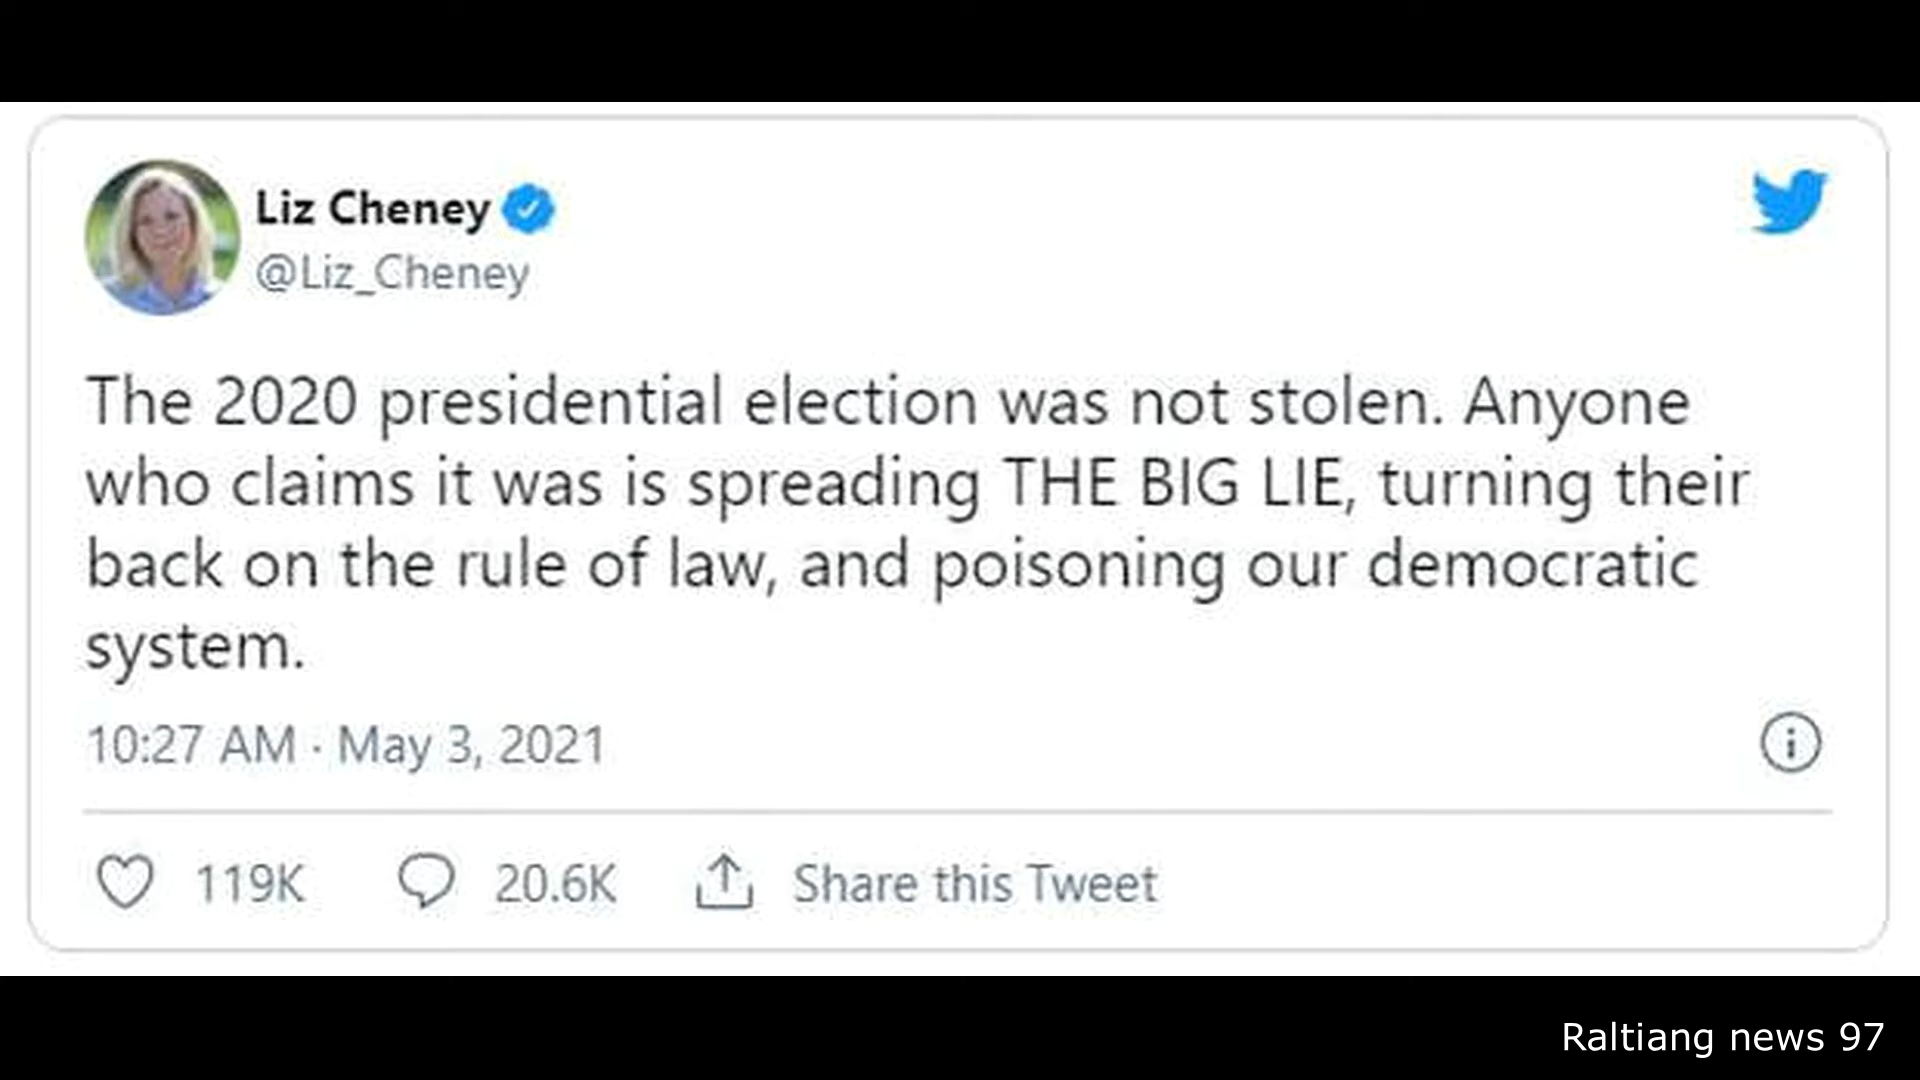 Liz Cheney
@Liz_Cheney
The 2020 presidential election was not stolen. Anyone
who claims it was is spreading THE BIG LIE, turning their
back on the rule of law, and poisoning our democratic
system.
10:27 AM · May 3, 2021
119K 20.6K Share this Tweet
Raltiang news 97